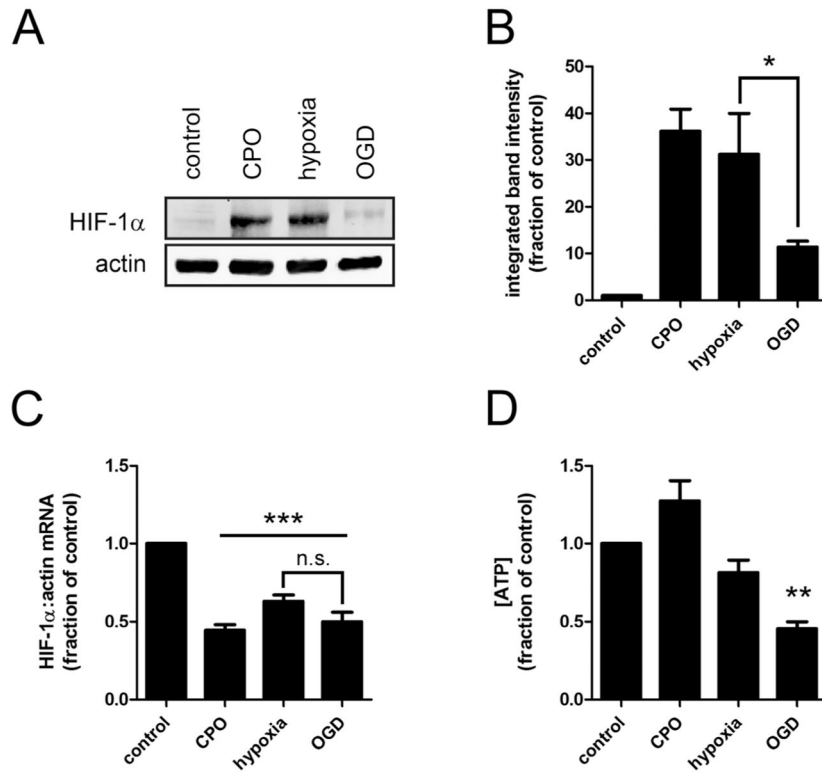 A
control
CPO
hypoxia
OGD
HIF-1α
actin
B
integrated band intensity
(fraction of control)
50
40
30
20
10
0
*
control
CPO
hypoxia
OGD
C
HIF-1α:actin mRNA
(fraction of control)
1.5
1.0
0.5
0.0
***
n.s.
control
CPO
hypoxia
OGD
D
[ATP]
(fraction of control)
1.5
1.0
0.5
0.0
**
control
CPO
hypoxia
OGD